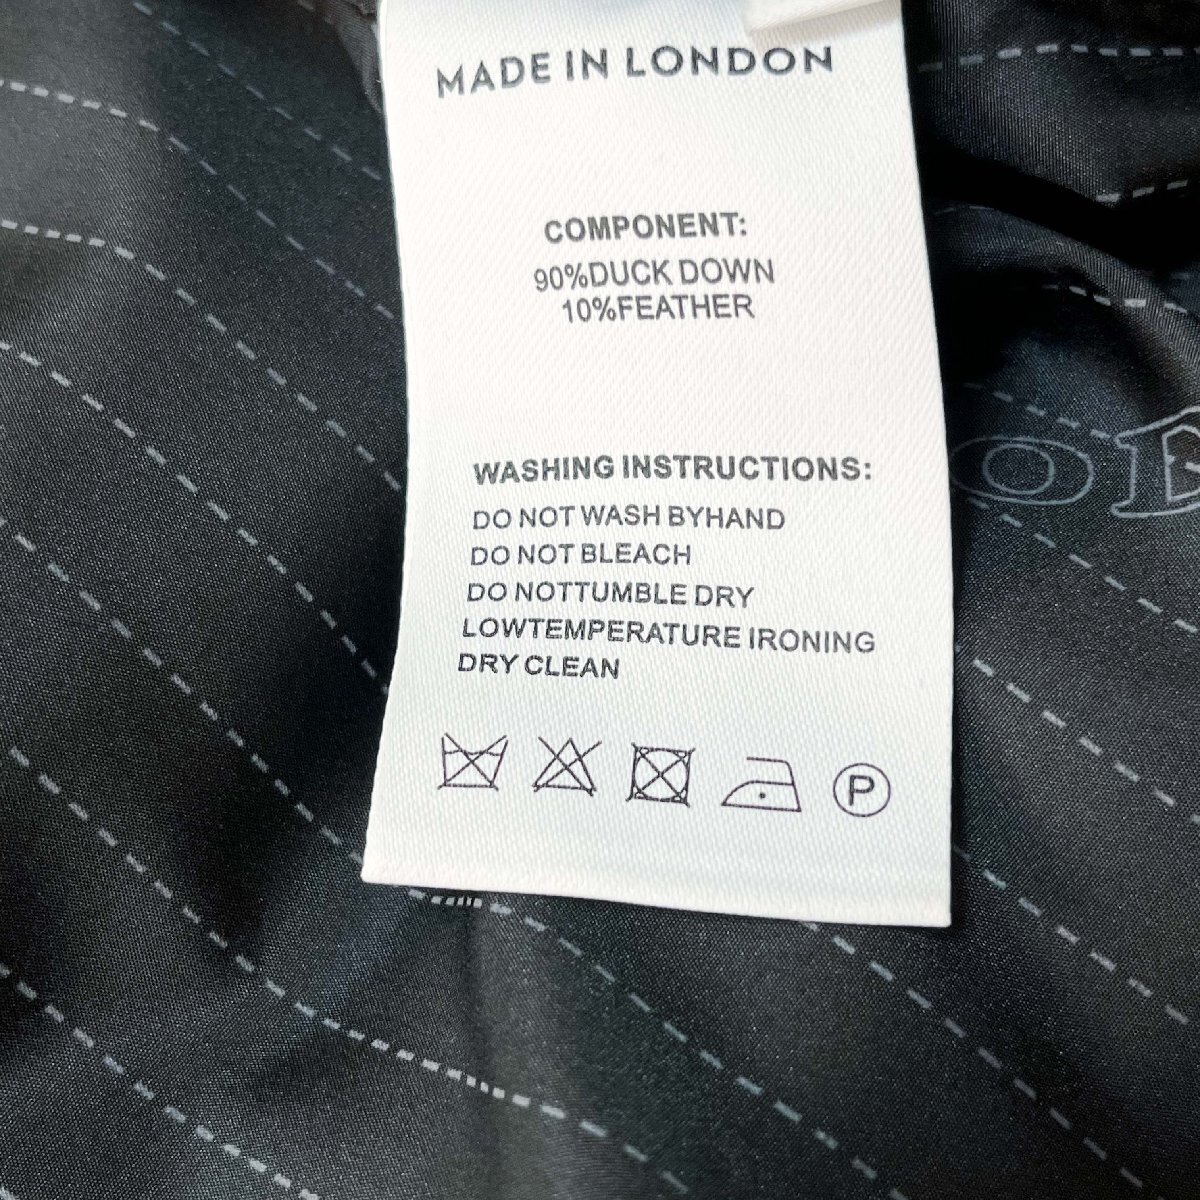 MADE IN LONDON
COMPONENT:
90%DUCK DOWN
10%FEATHER
WASHING INSTRUCTIONS:
DO NOT WASH BYHAND
DO NOT BLEACH
DO NOTTUMBLE DRY
LOWTEMPERATURE IRONING
DRY CLEAN
P